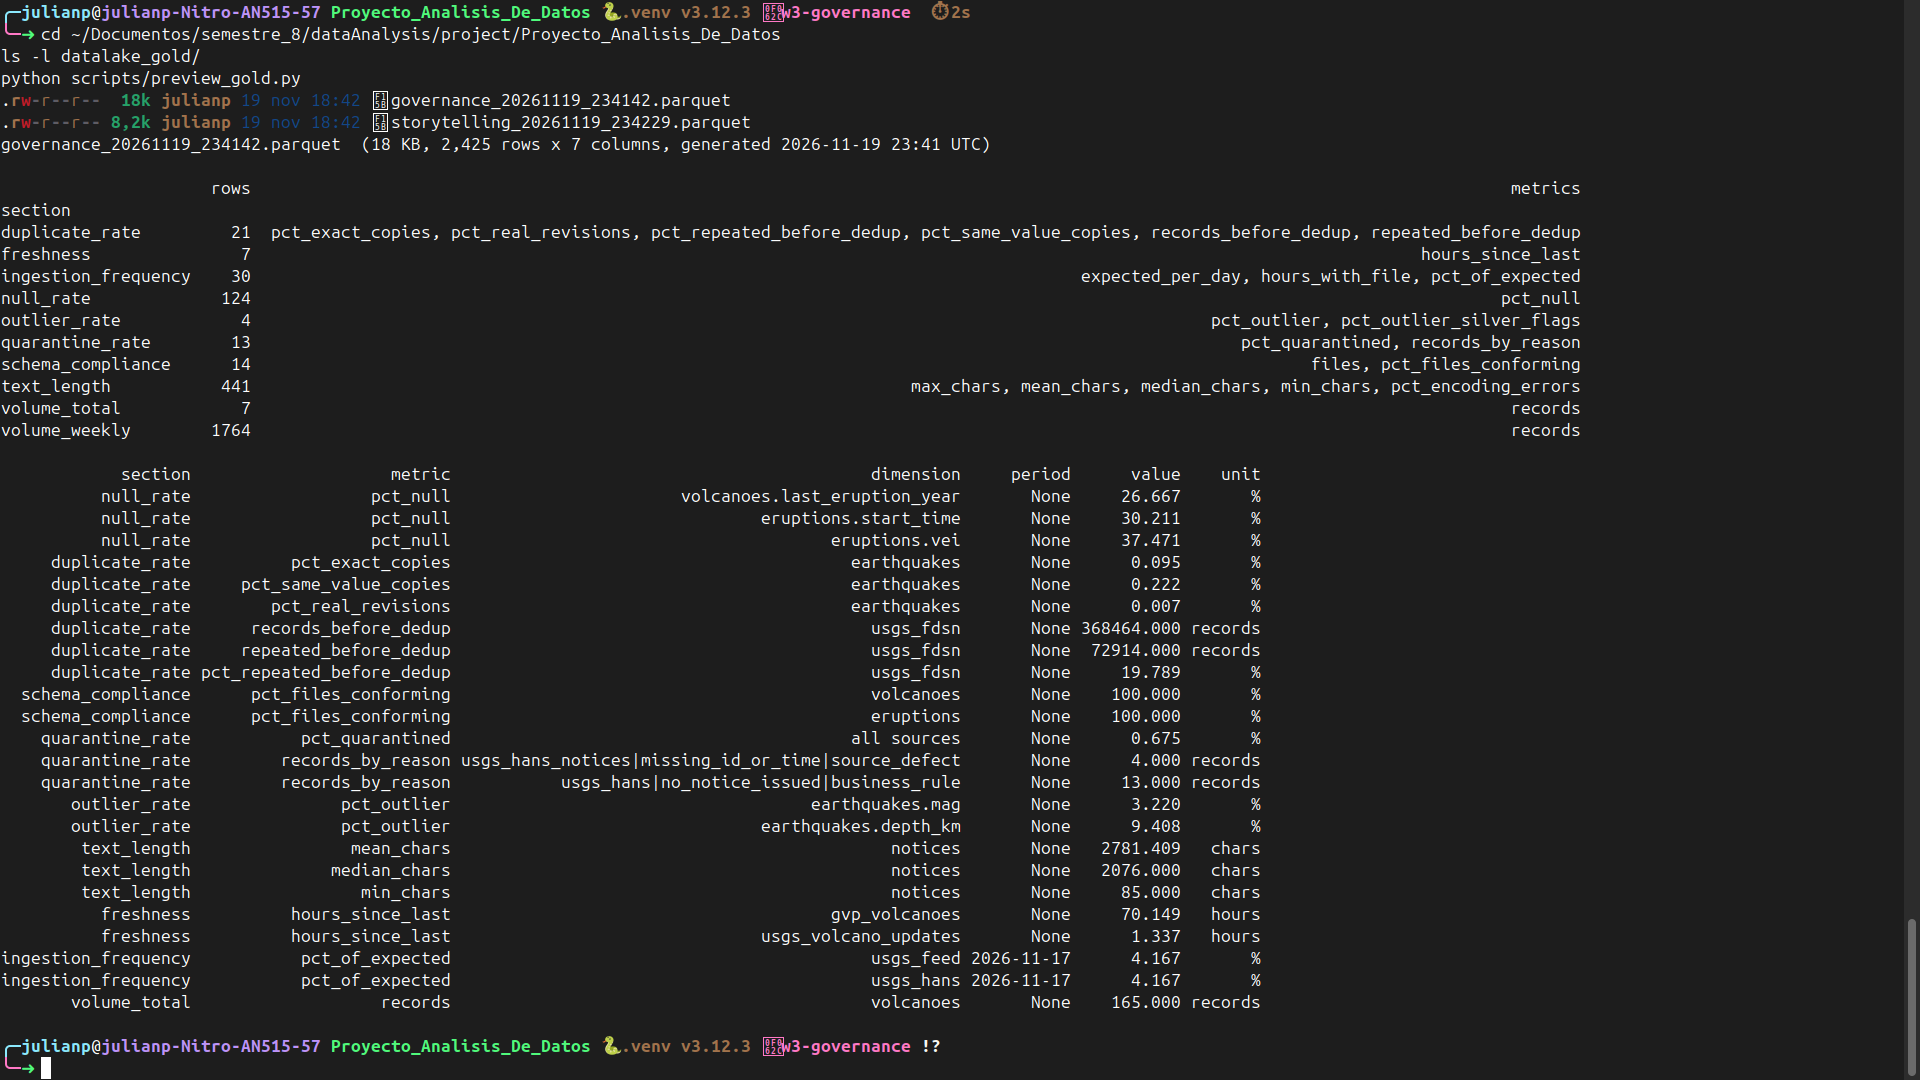 julianp@julianp-Nitro-AN515-57 Proyecto_Analisis_De_Datos 🐍.venv v3.12.3 w3-governance ⏱2s
→ cd ~/Documentos/semestre_8/dataAnalysis/project/Proyecto_Analisis_De_Datos
ls -l datalake_gold/
python scripts/preview_gold.py
.rw-r--r-- 18k julianp 19 nov 18:42 governance_20261119_234142.parquet
.rw-r--r-- 8,2k julianp 19 nov 18:42 storytelling_20261119_234229.parquet
governance_20261119_234142.parquet (18 KB, 2,425 rows x 7 columns, generated 2026-11-19 23:41 UTC)
rows metrics
section
duplicate_rate 21 pct_exact_copies, pct_real_revisions, pct_repeated_before_dedup, pct_same_value_copies, records_before_dedup, repeated_before_dedup
freshness 7 hours_since_last
ingestion_frequency 30 expected_per_day, hours_with_file, pct_of_expected
null_rate 124 pct_null
outlier_rate 4 pct_outlier, pct_outlier_silver_flags
quarantine_rate 13 pct_quarantined, records_by_reason
schema_compliance 14 files, pct_files_conforming
text_length 441 max_chars, mean_chars, median_chars, min_chars, pct_encoding_errors
volume_total 7 records
volume_weekly 1764 records
section metric dimension period value unit
null_rate pct_null volcanoes.last_eruption_year None 26.667 %
null_rate pct_null eruptions.start_time None 30.211 %
null_rate pct_null eruptions.vei None 37.471 %
duplicate_rate pct_exact_copies earthquakes None 0.095 %
duplicate_rate pct_same_value_copies earthquakes None 0.222 %
duplicate_rate pct_real_revisions earthquakes None 0.007 %
duplicate_rate records_before_dedup usgs_fdsn None 368464.000 records
duplicate_rate repeated_before_dedup usgs_fdsn None 72914.000 records
duplicate_rate pct_repeated_before_dedup usgs_fdsn None 19.789 %
schema_compliance pct_files_conforming volcanoes None 100.000 %
schema_compliance pct_files_conforming eruptions None 100.000 %
quarantine_rate pct_quarantined all sources None 0.675 %
quarantine_rate records_by_reason usgs_hans_notices|missing_id_or_time|source_defect None 4.000 records
quarantine_rate records_by_reason usgs_hans|no_notice_issued|business_rule None 13.000 records
outlier_rate pct_outlier earthquakes.mag None 3.220 %
outlier_rate pct_outlier earthquakes.depth_km None 9.408 %
text_length mean_chars notices None 2781.409 chars
text_length median_chars notices None 2076.000 chars
text_length min_chars notices None 85.000 chars
freshness hours_since_last gvp_volcanoes None 70.149 hours
freshness hours_since_last usgs_volcano_updates None 1.337 hours
ingestion_frequency pct_of_expected usgs_feed 2026-11-17 4.167 %
ingestion_frequency pct_of_expected usgs_hans 2026-11-17 4.167 %
volume_total records volcanoes None 165.000 records
julianp@julianp-Nitro-AN515-57 Proyecto_Analisis_De_Datos 🐍.venv v3.12.3 w3-governance !?
→